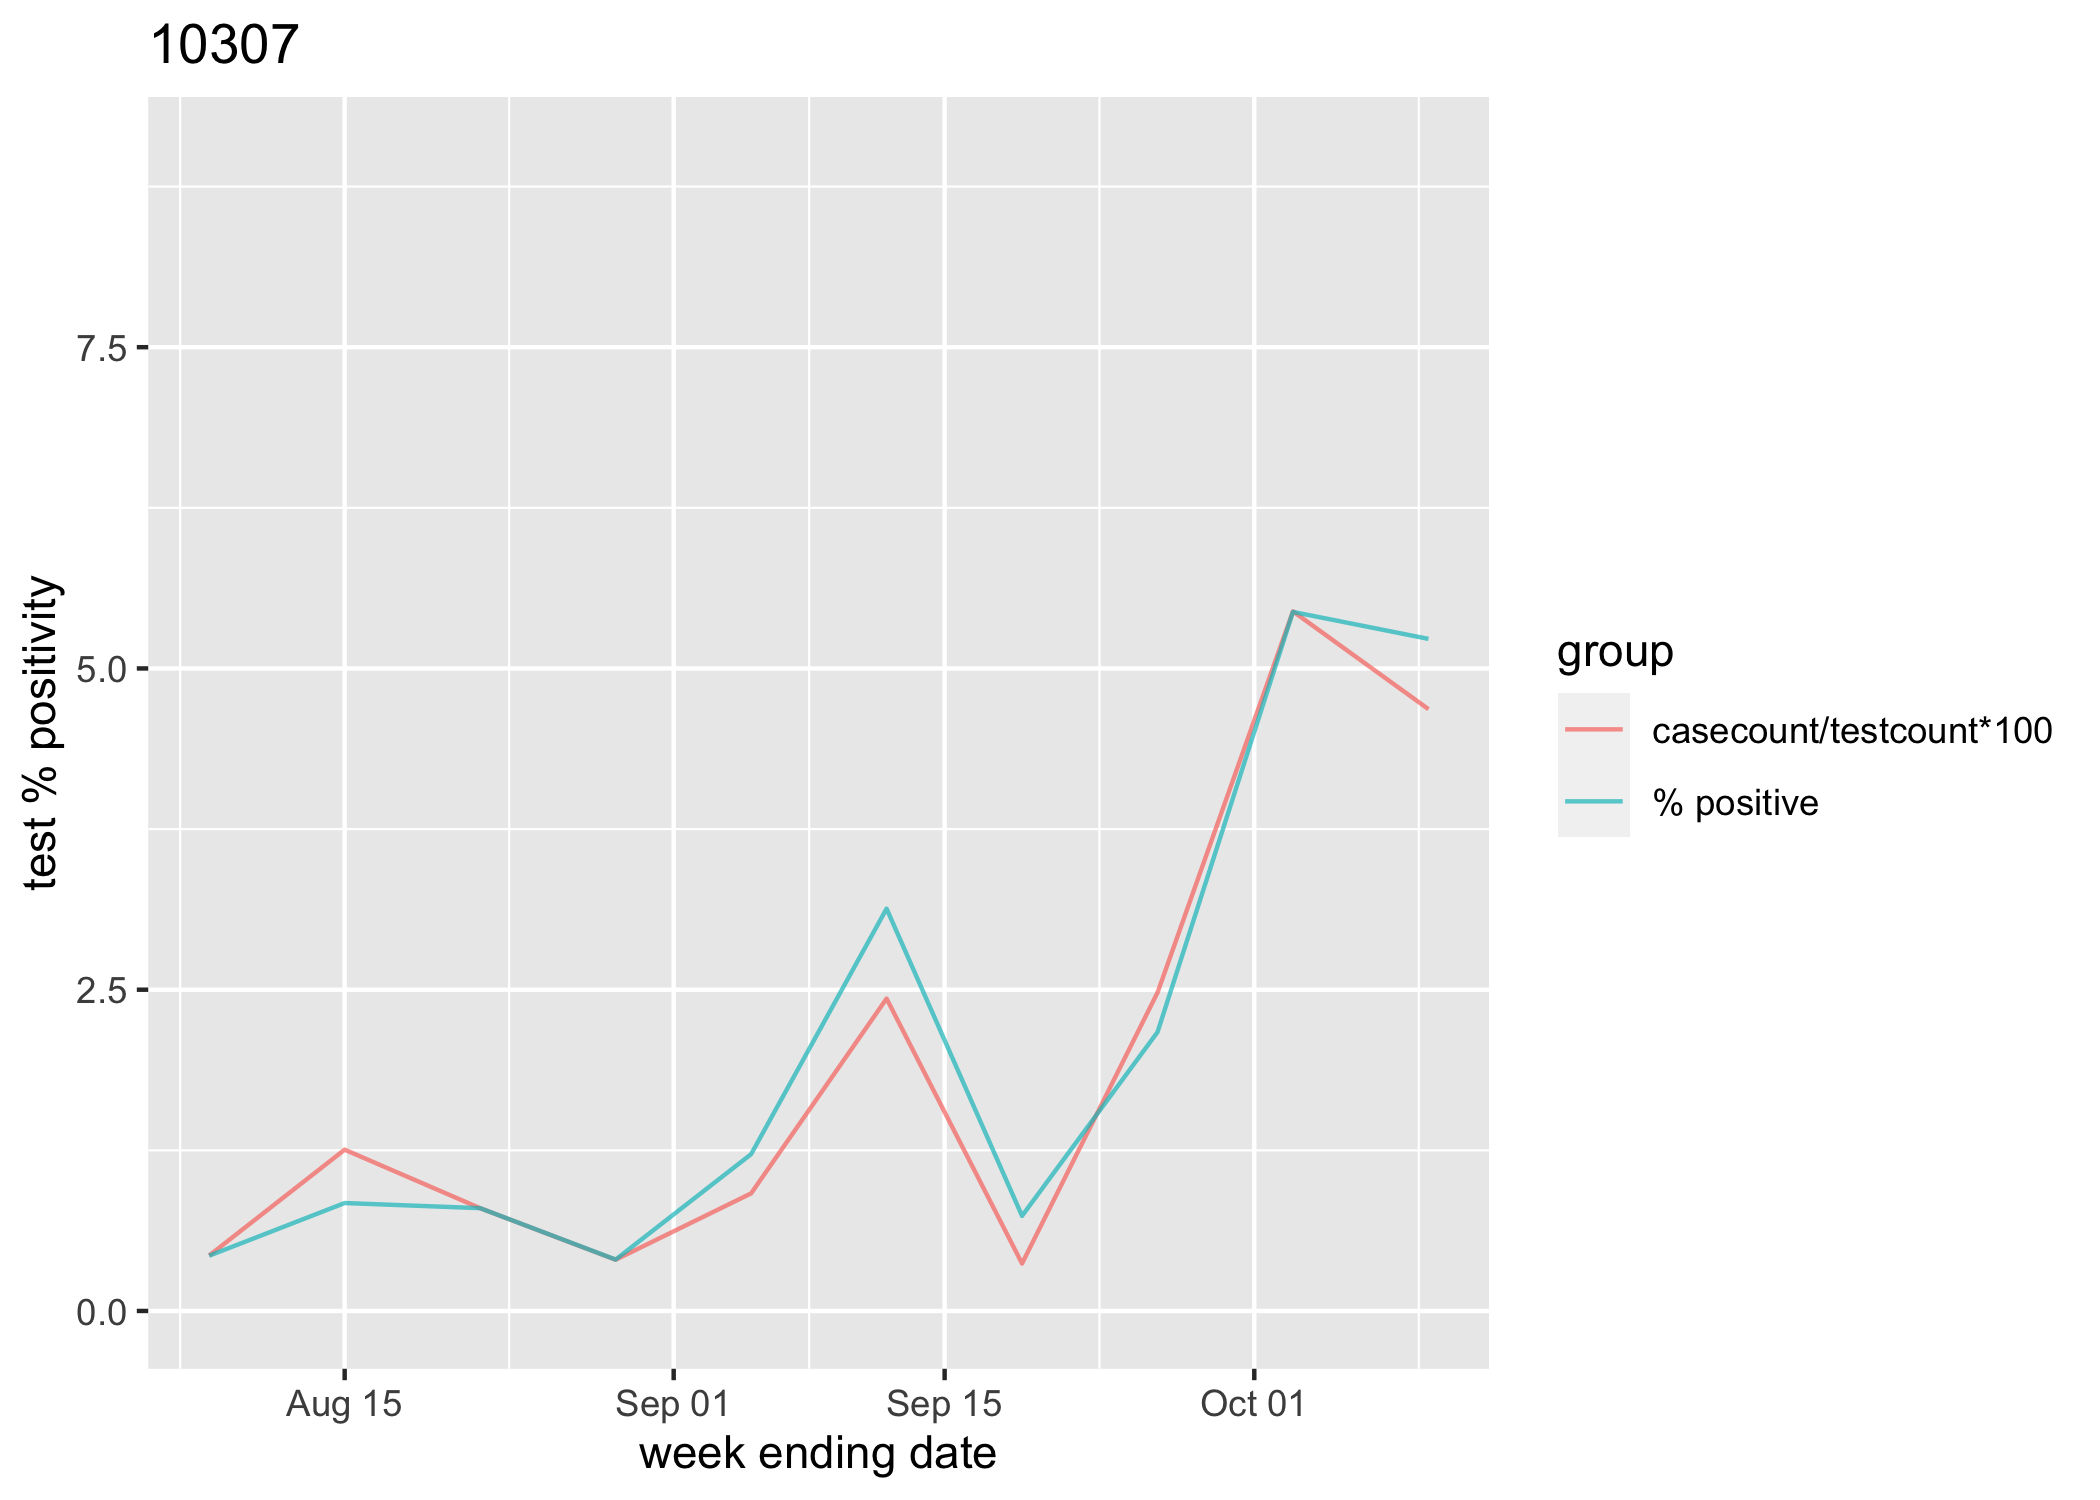 10307
test % positivity
7.5
5.0
2.5
0.0
Aug 15
Sep 01
Sep 15
Oct 01
week ending date
group
casecount/testcount*100
% positive